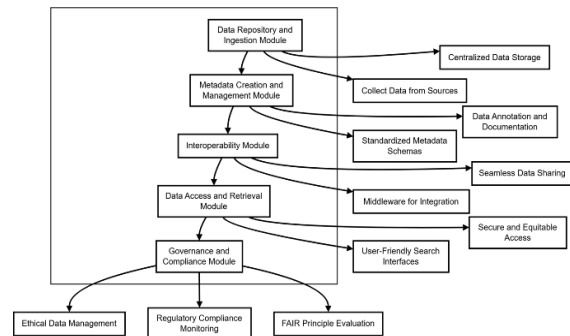 Data Repository and
Ingestion Module
Centralized Data Storage
Collect Data from Sources
Metadata Creation and
Management Module
Data Annotation and
Documentation
Standardized Metadata
Schemas
Interoperability Module
Seamless Data Sharing
Middleware for Integration
Data Access and Retrieval
Module
Secure and Equitable
Access
User-Friendly Search
Interfaces
Governance and
Compliance Module
Ethical Data Management
Regulatory Compliance
Monitoring
FAIR Principle Evaluation